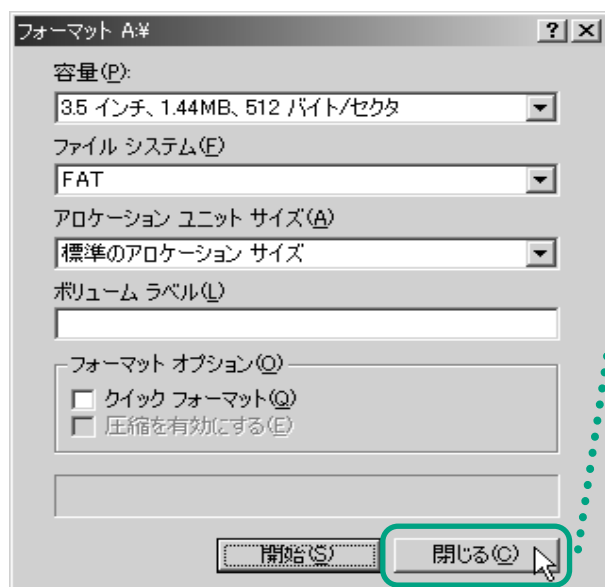 フォーマット A:¥
容量(P):
3.5 インチ、1.44MB、512 バイト/セクタ
ファイル システム(F)
FAT
アロケーション ユニット サイズ(A)
標準のアロケーション サイズ
ボリューム ラベル(L)
フォーマット オプション(O)
クイック フォーマット(Q)
圧縮を有効にする(E)
開始(S) 閉じる(C)